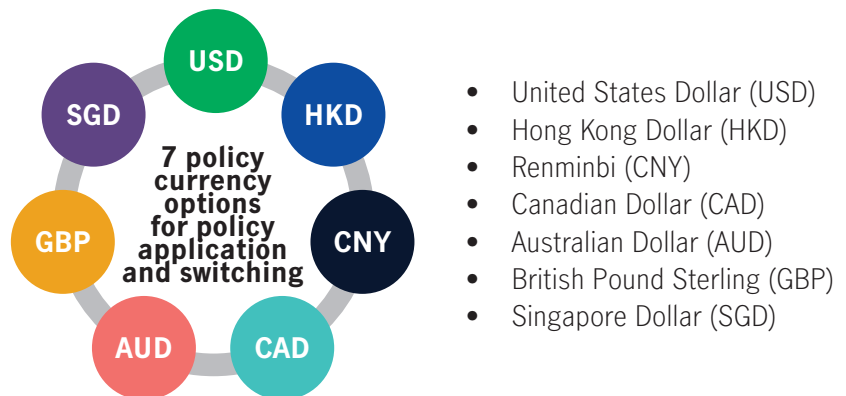 USD
SGD
HKD
7 policy
currency
options
for policy
application
and switching
GBP
CNY
AUD
CAD
• United States Dollar (USD)
• Hong Kong Dollar (HKD)
• Renminbi (CNY)
• Canadian Dollar (CAD)
• Australian Dollar (AUD)
• British Pound Sterling (GBP)
• Singapore Dollar (SGD)